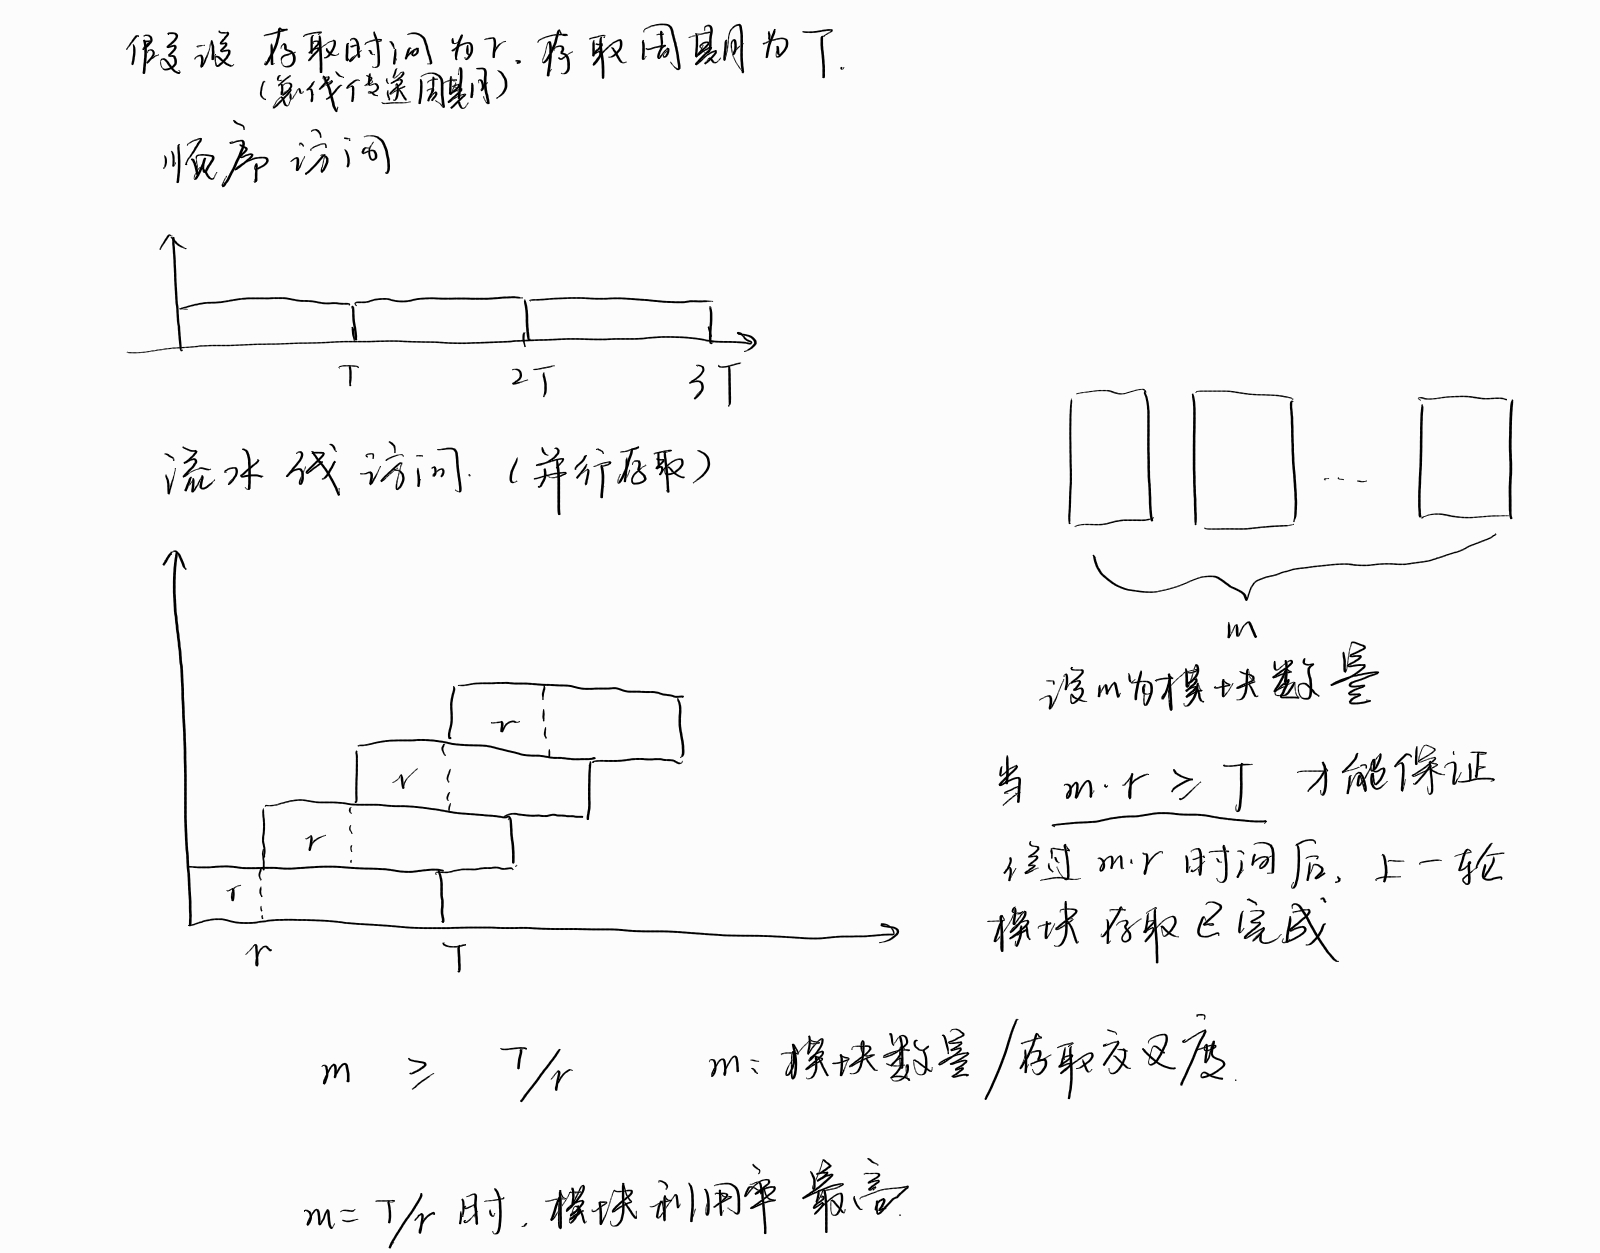 假设 存取时间为r. 存取周期为T.
(总线传送周期)
顺序访问
T 2T 3T
流水线访问. (并行存取)
m
设m为模块数量
当 m·r ≥ T 才能保证
经过 m·r 时间后, 上一轮
模块存取已完成
r
r
r
r
r T
m ≥ T/r m: 模块数量/存取交叉度.
m = T/r 时, 模块利用率最高.